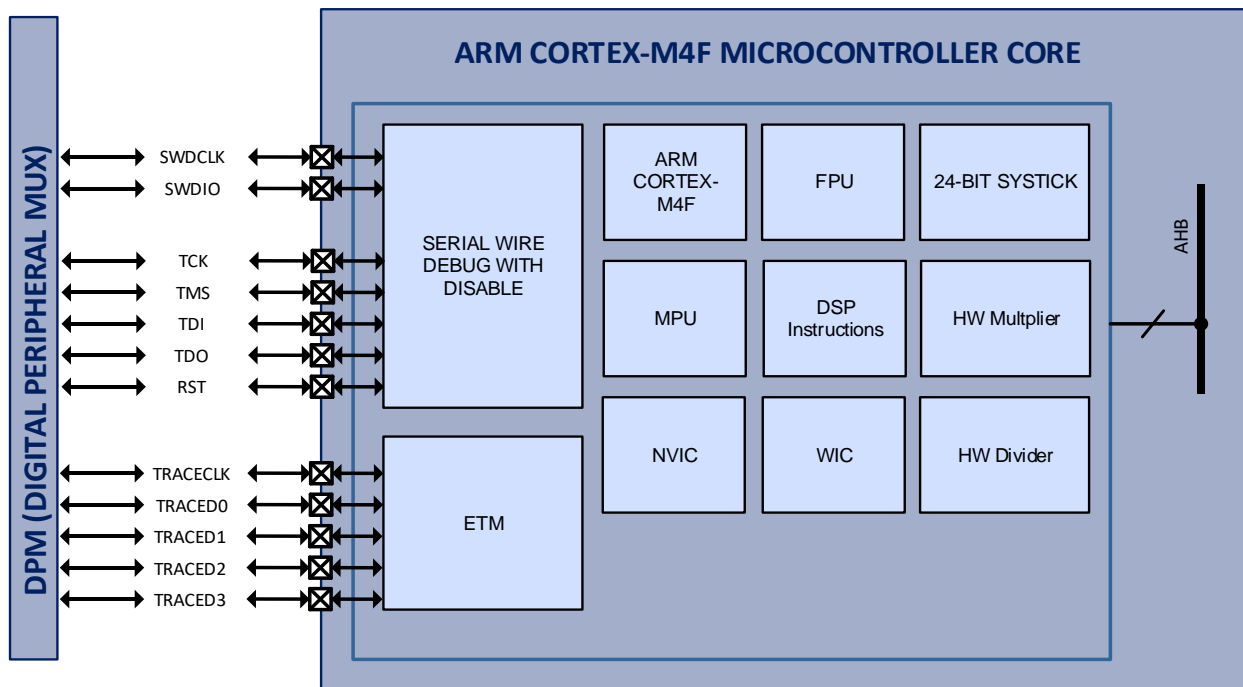 ARM CORTEX-M4F MICROCONTROLLER CORE
DPM (DIGITAL PERIPHERAL MUX)
SWDCLK
SWDIO
TCK
TMS
TDI
TDO
RST
TRACECLK
TRACED0
TRACED1
TRACED2
TRACED3
SERIAL WIRE
DEBUG WITH
DISABLE
ETM
ARM
CORTEX-
M4F
FPU
24-BIT SYSTICK
MPU
DSP
Instructions
HW Multplier
NVIC
WIC
HW Divider
AHB